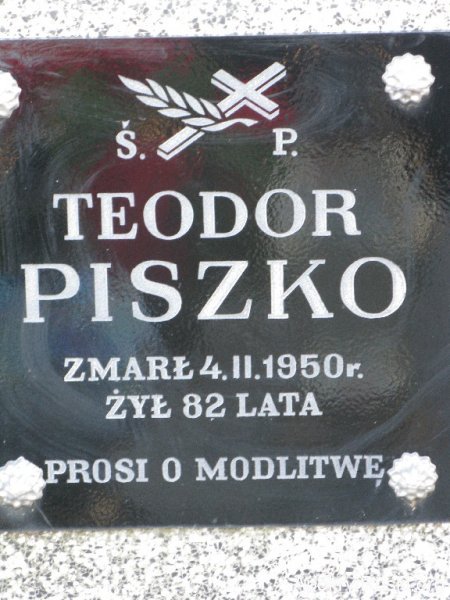 Ś. P.
TEODOR
PISZKO
ZMARŁ 4.II.1950r.
ŻYŁ 82 LATA
PROSI O MODLITWĘ